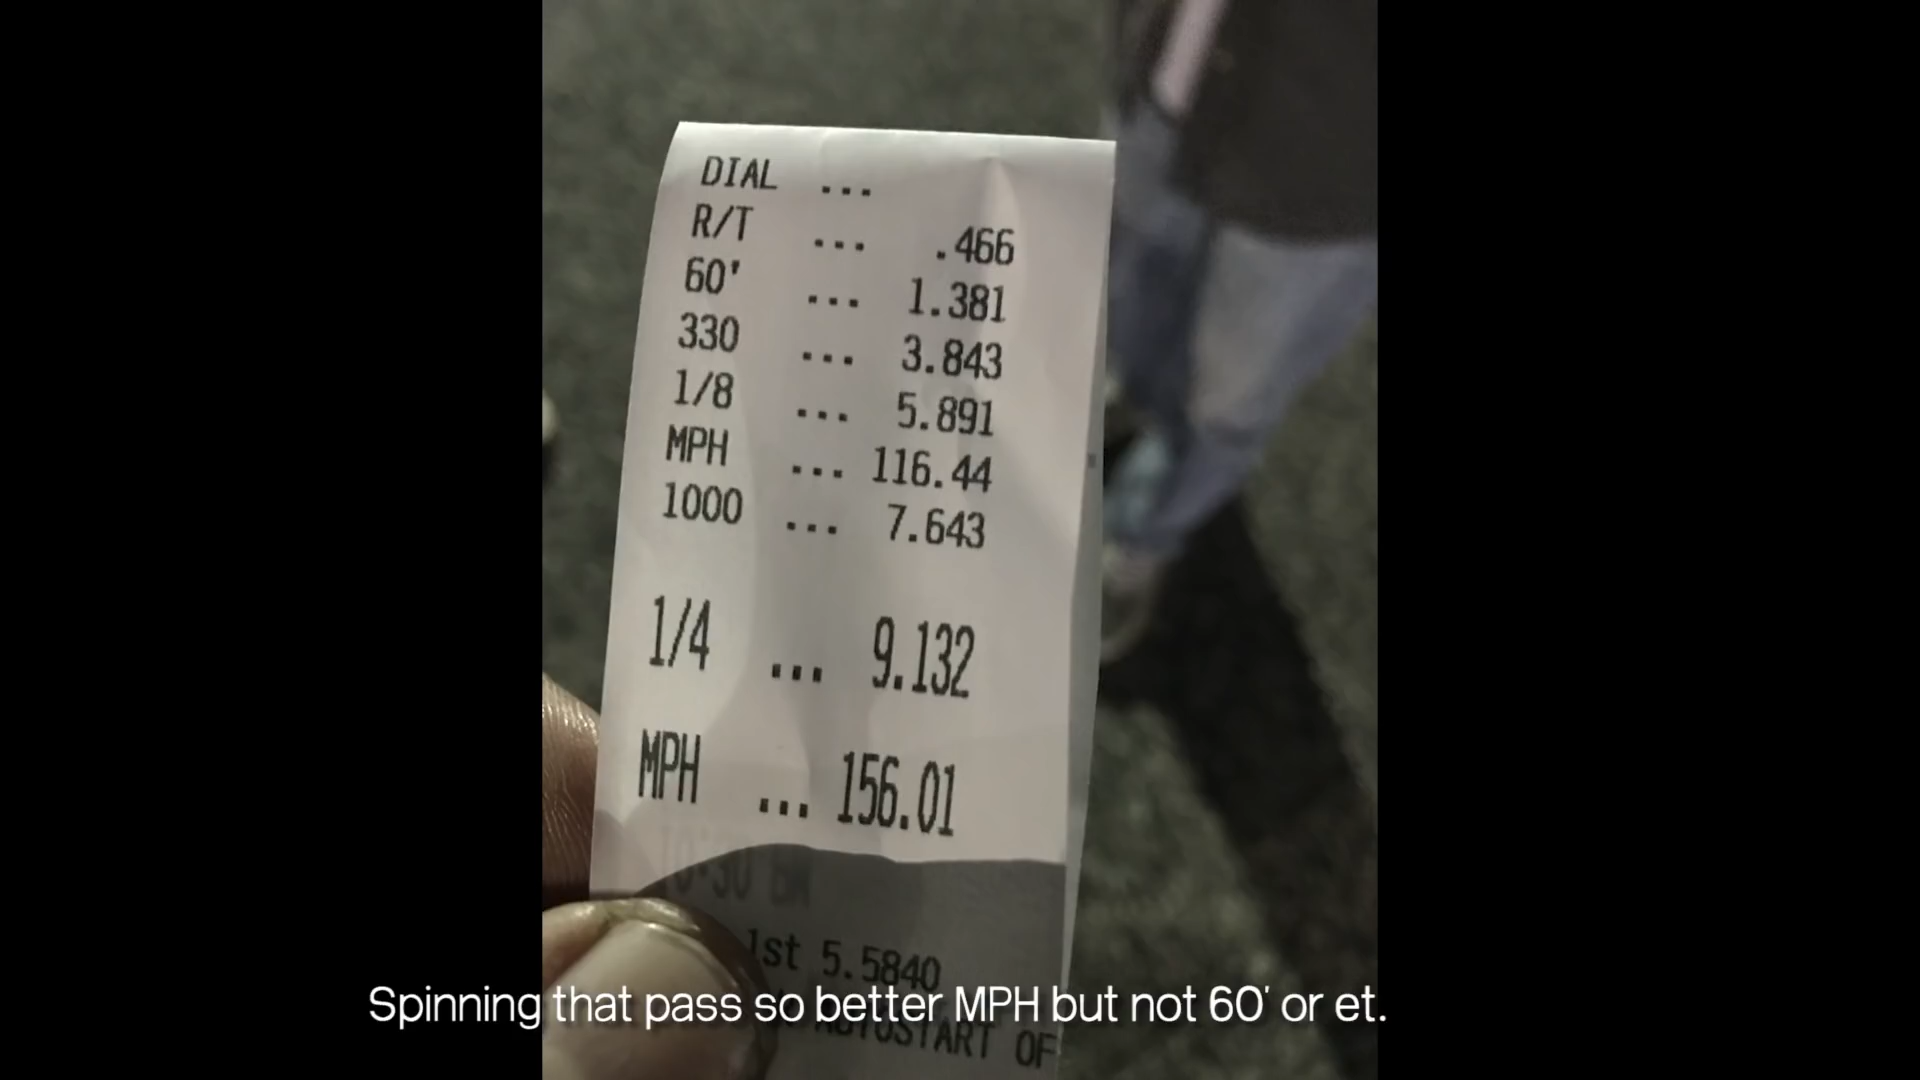 DIAL ...
R/T ... .466
60' ... 1.381
330 ... 3.843
1/8 ... 5.891
MPH ... 116.44
1000 ... 7.643
1/4 ... 9.132
MPH ... 156.01
1st 5.5840
AUTOSTART OF
Spinning that pass so better MPH but not 60' or et.